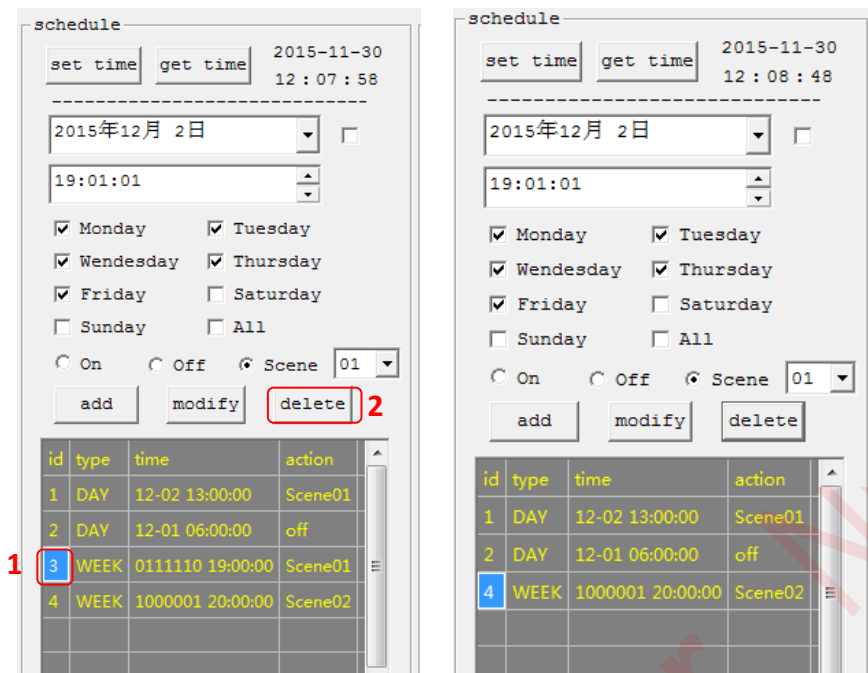 schedule
set time get time 2015-11-30
12:07:58
2015年12月 2日
19:01:01
Monday Tuesday
Wendesday Thursday
Friday Saturday
Sunday All
On Off Scene 01
add modify delete 2
id type time action
1 DAY 12-02 13:00:00 Scene01
2 DAY 12-01 06:00:00 off
1 3 WEEK 0111110 19:00:00 Scene01
4 WEEK 1000001 20:00:00 Scene02
schedule
set time get time 2015-11-30
12:08:48
2015年12月 2日
19:01:01
Monday Tuesday
Wendesday Thursday
Friday Saturday
Sunday All
On Off Scene 01
add modify delete
id type time action
1 DAY 12-02 13:00:00 Scene01
2 DAY 12-01 06:00:00 off
4 WEEK 1000001 20:00:00 Scene02